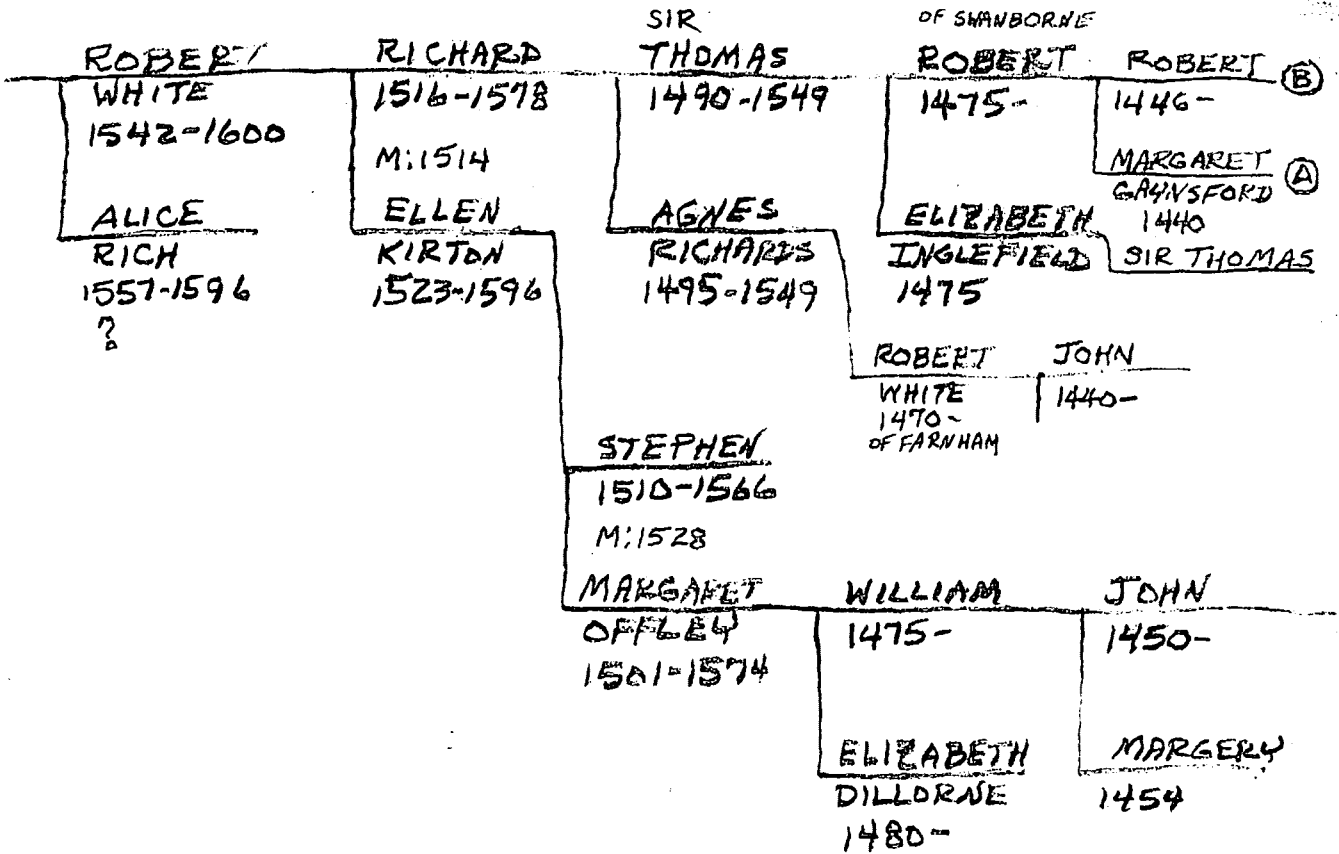 SIR
OF SWANBORNE
ROBERT
RICHARD
THOMAS
ROBERT
ROBERT
B
WHITE
1516-1578
1490-1549
1475-
1446-
1542-1600
M:1514
MARGARET
A
GAYNSFORD
1440
ALICE
ELLEN
AGNES
ELIZABETH
SIR THOMAS
RICH
KIRTON
RICHARDS
INGLEFIELD
1557-1596
1523-1596
1495-1549
1475
?
ROBERT
JOHN
WHITE
1440-
1470-
OF FARNHAM
STEPHEN
1510-1566
M:1528
MARGARET
WILLIAM
JOHN
OFFLEY
1475-
1450-
1501-1574
ELIZABETH
MARGERY
DILLORNE
1454
1480-